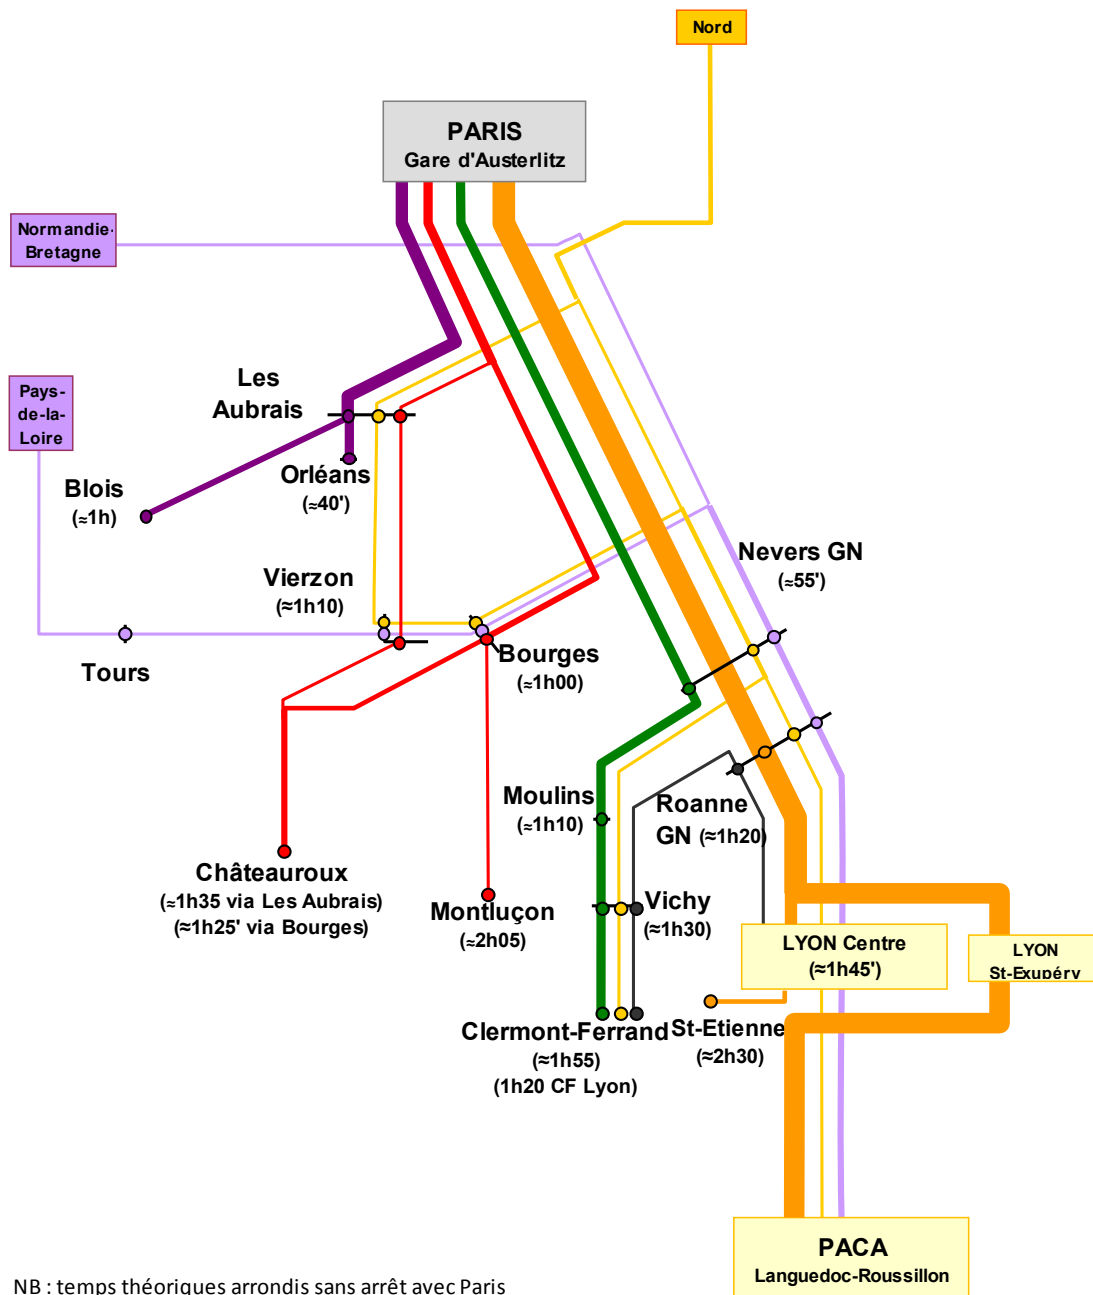 Nord
PARIS
Gare d'Austerlitz
Normandie-
Bretagne
Les
Aubrais
Pays-
de-la-
Loire
Orléans
(≈40')
Blois
(≈1h)
Nevers GN
(≈55')
Vierzon
(≈1h10)
Tours
Bourges
(≈1h00)
Moulins
(≈1h10)
Roanne
GN (≈1h20)
Châteauroux
(≈1h35 via Les Aubrais)
(≈1h25' via Bourges)
Montluçon
(≈2h05)
Vichy
(≈1h30)
LYON Centre
(≈1h45')
LYON
St-Exupéry
Clermont-Ferrand
(≈1h55)
(1h20 CF Lyon)
St-Etienne
(≈2h30)
PACA
Languedoc-Roussillon
NB : temps théoriques arrondis sans arrêt avec Paris